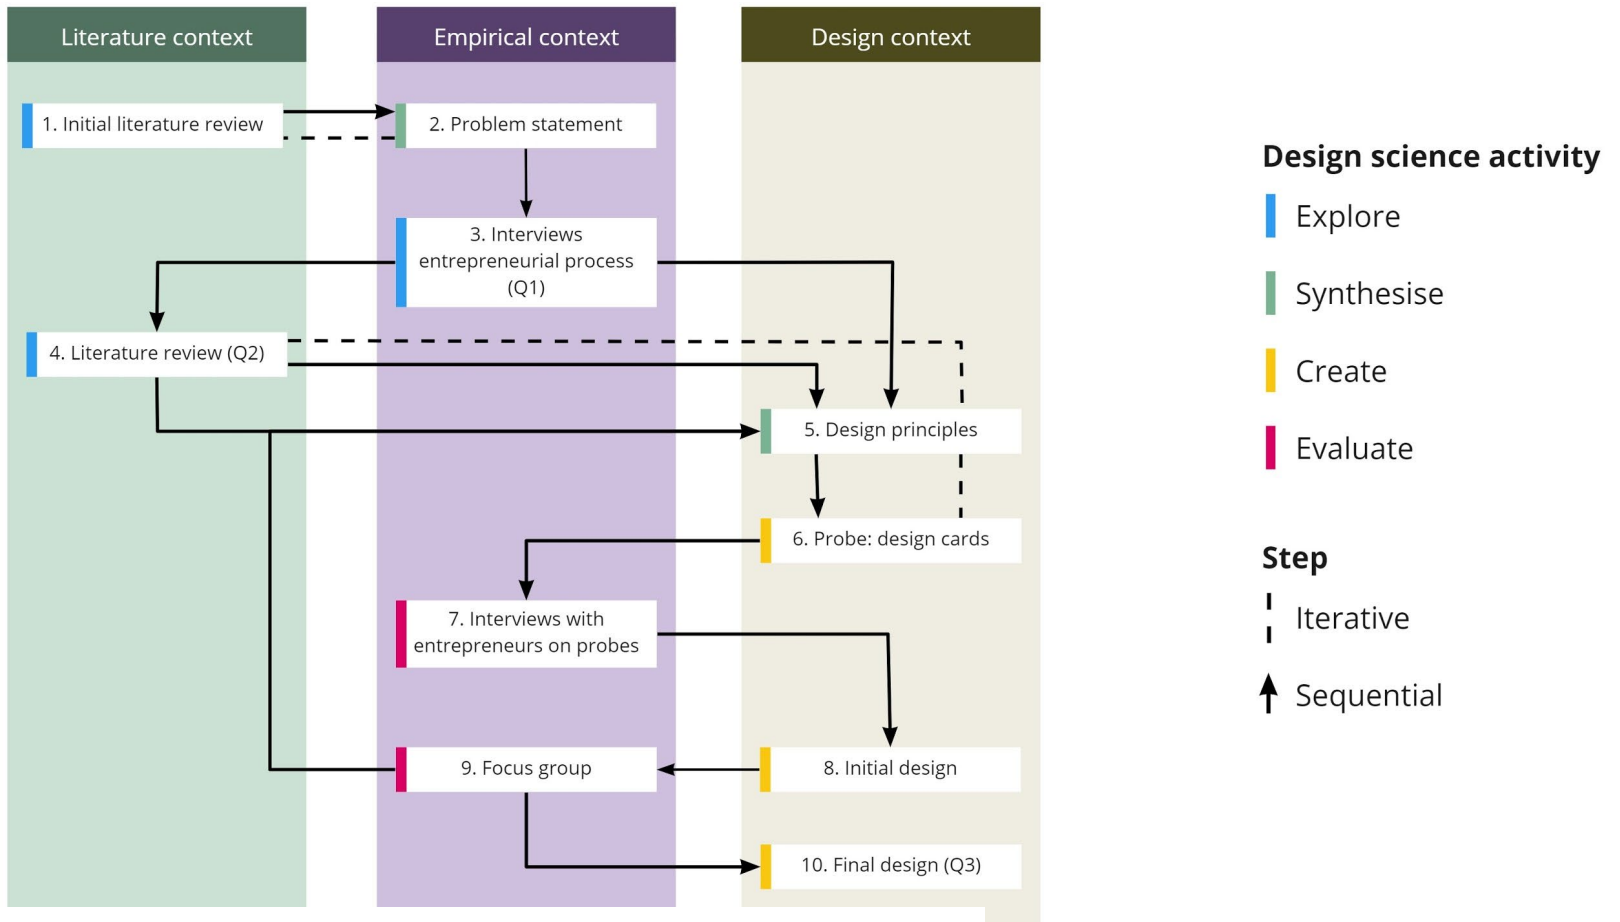 Literature context
Empirical context
Design context
1. Initial literature review
2. Problem statement
3. Interviews
entrepreneurial process
(Q1)
4. Literature review (Q2)
5. Design principles
6. Probe: design cards
7. Interviews with
entrepreneurs on probes
9. Focus group
8. Initial design
10. Final design (Q3)
Design science activity
Explore
Synthesise
Create
Evaluate
Step
Iterative
Sequential